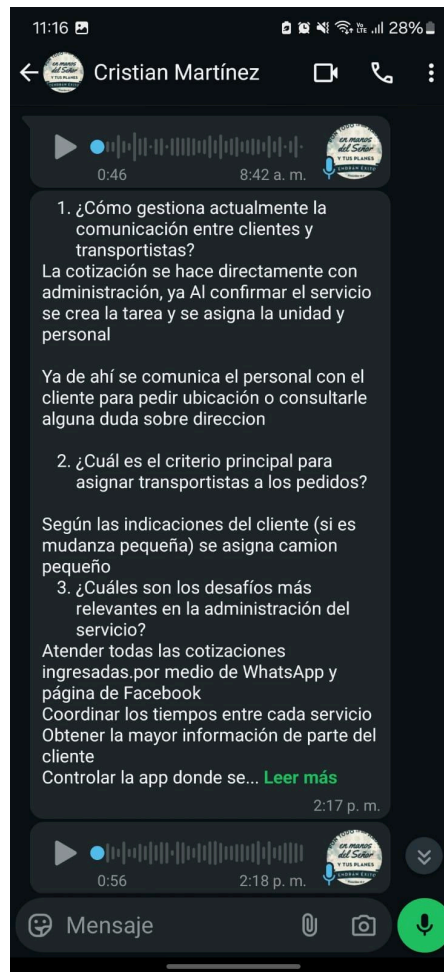 11:16
28%
Cristian Martínez
0:46
8:42 a. m.
1. ¿Cómo gestiona actualmente la
comunicación entre clientes y
transportistas?
La cotización se hace directamente con
administración, ya Al confirmar el servicio
se crea la tarea y se asigna la unidad y
personal
Ya de ahí se comunica el personal con el
cliente para pedir ubicación o consultarle
alguna duda sobre direccion
2. ¿Cuál es el criterio principal para
asignar transportistas a los pedidos?
Según las indicaciones del cliente (si es
mudanza pequeña) se asigna camion
pequeño
3. ¿Cuáles son los desafíos más
relevantes en la administración del
servicio?
Atender todas las cotizaciones
ingresadas.por medio de WhatsApp y
página de Facebook
Coordinar los tiempos entre cada servicio
Obtener la mayor información de parte del
cliente
Controlar la app donde se... Leer más
2:17 p. m.
0:56
2:18 p. m.
Mensaje